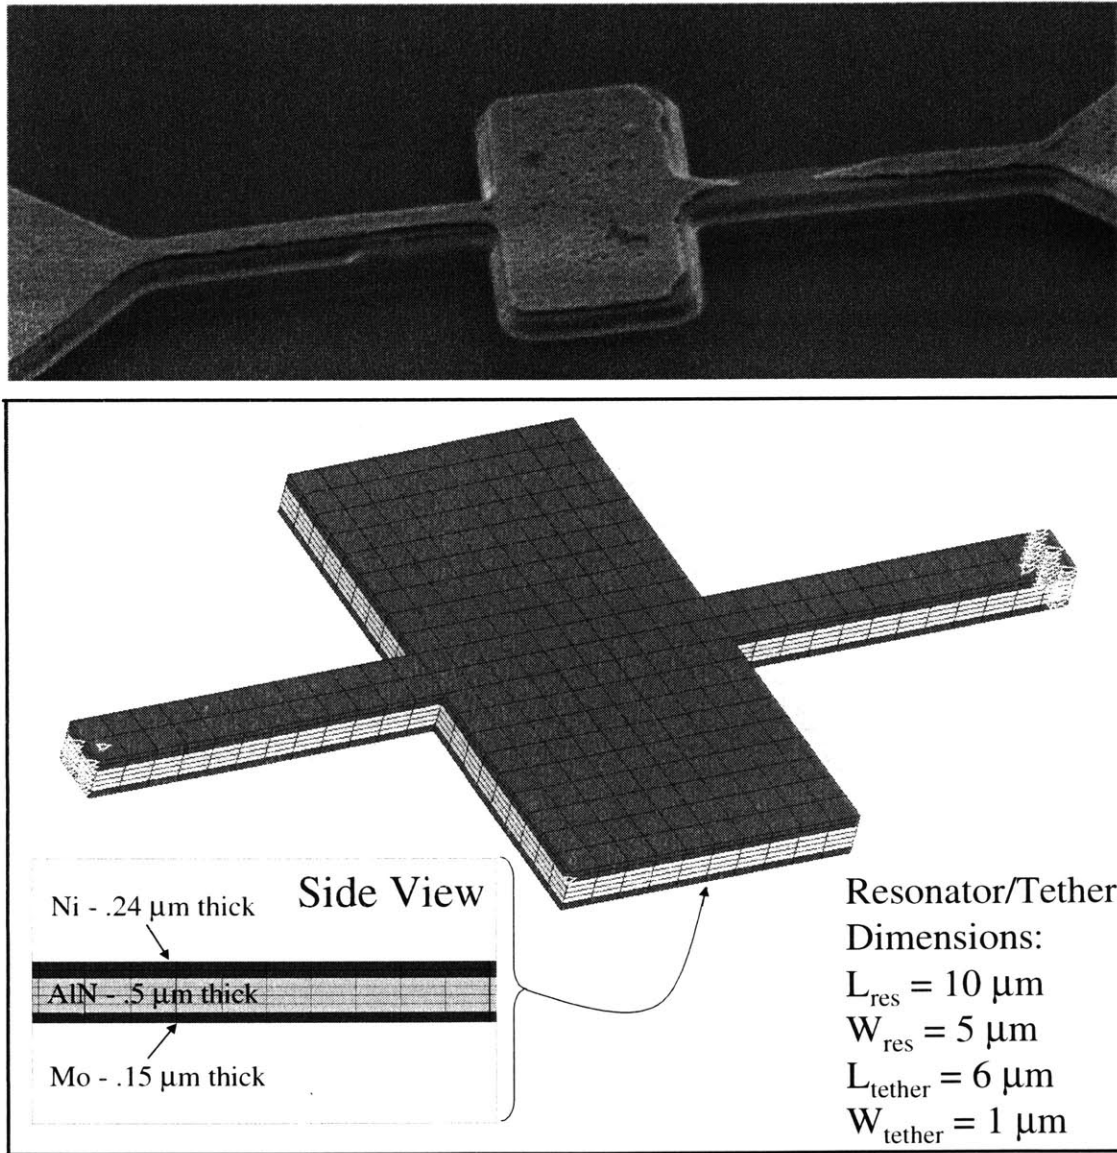 Side View
Ni - .24 μm thick
AlN - .5 μm thick
Mo - .15 μm thick
Resonator/Tether
Dimensions:
L_res = 10 μm
W_res = 5 μm
L_tether = 6 μm
W_tether = 1 μm